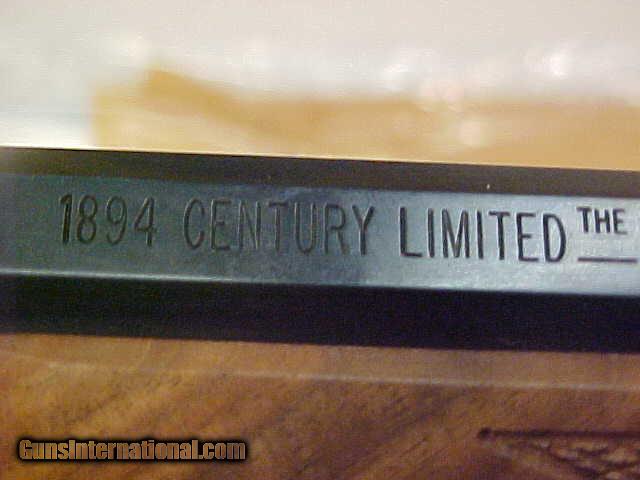 1894 CENTURY LIMITED THE
GunsInternational.com